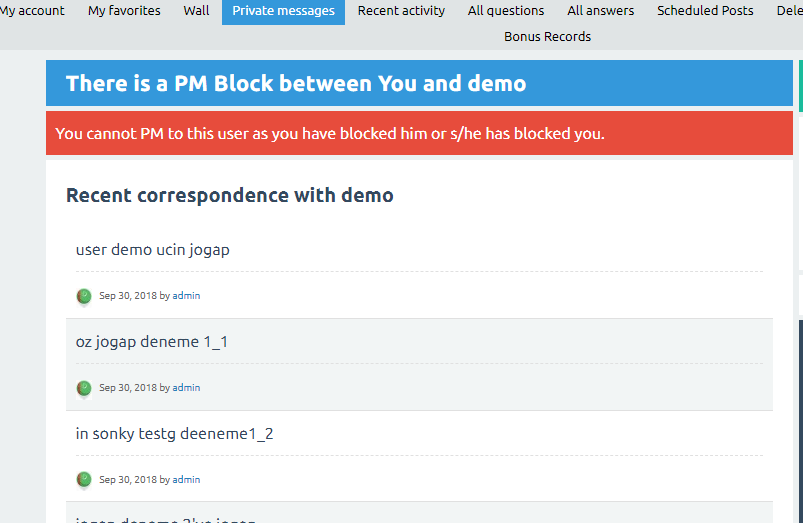 My account My favorites Wall Private messages Recent activity All questions All answers Scheduled Posts
Bonus Records
There is a PM Block between You and demo
You cannot PM to this user as you have blocked him or s/he has blocked you.
Recent correspondence with demo
user demo ucin jogap
Sep 30, 2018 by admin
oz jogap deneme 1_1
Sep 30, 2018 by admin
in sonky testg deeneme1_2
Sep 30, 2018 by admin